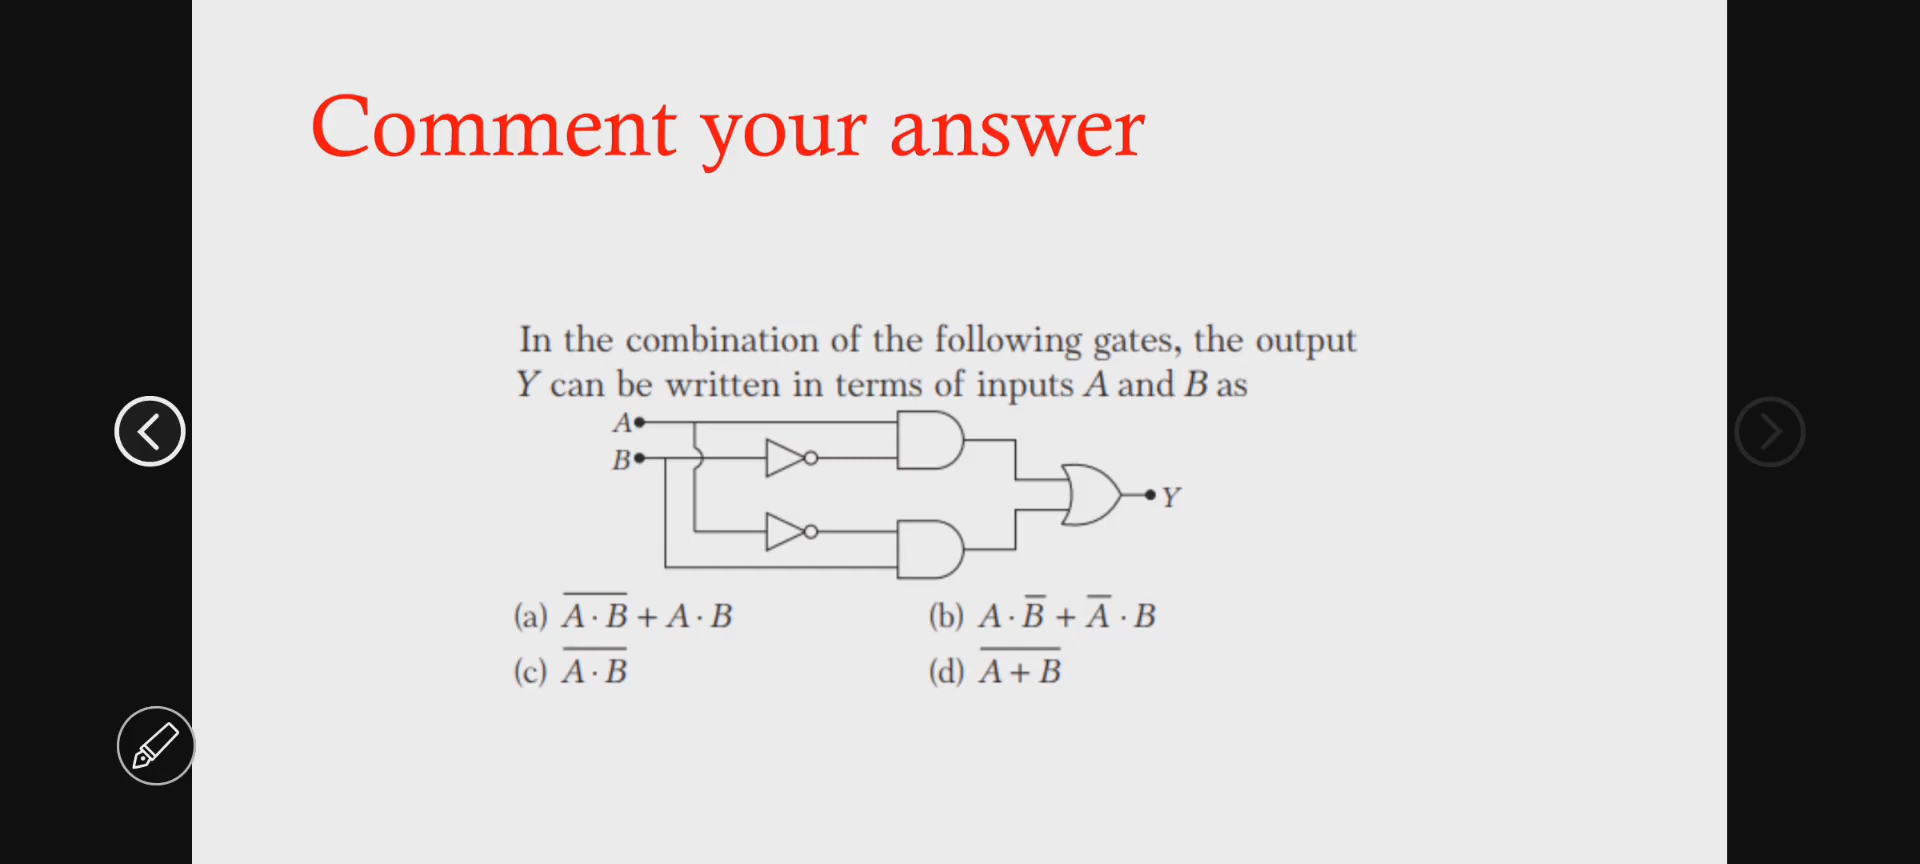 Comment your answer
In the combination of the following gates, the output
Y can be written in terms of inputs A and B as
A
B
Y
(a) A̅ ̅·̅ ̅B̅ + A · B (b) A · B̅ + A̅ · B
(c) A̅ ̅·̅ ̅B̅ (d) A̅ ̅+̅ ̅B̅